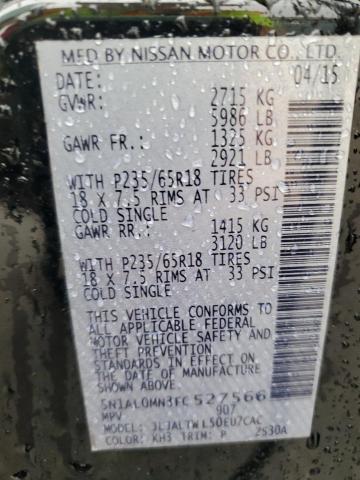 MFD BY NISSAN MOTOR CO., LTD.
DATE: 04/15
GVWR: 2715 KG
5986 LB
GAWR FR.: 1325 KG
2921 LB
WITH P235/65R18 TIRES
18 X 7.5 RIMS AT 33 PSI
COLD SINGLE
GAWR RR.: 1415 KG
3120 LB
WITH P235/65R18 TIRES
18 X 7.5 RIMS AT 33 PSI
COLD SINGLE
THIS VEHICLE CONFORMS TO
ALL APPLICABLE FEDERAL
MOTOR VEHICLE SAFETY AND
THEFT PREVENTION
STANDARDS IN EFFECT ON
THE DATE OF MANUFACTURE
SHOWN ABOVE.
5N1AL0MN3FC527566
MPV 907
MODEL: JLJALTWL50EU7CAC
COLOR: KH3 TRIM: P 2530A